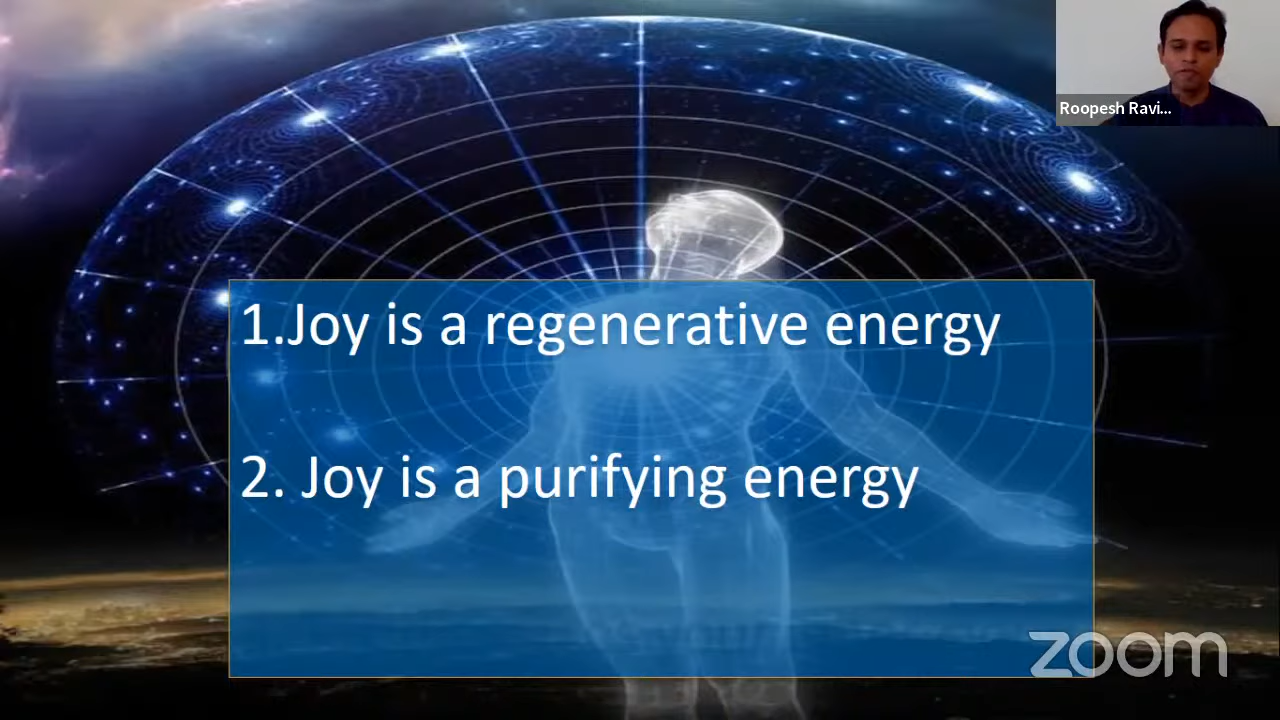 Roopesh Ravi...
1.Joy is a regenerative energy
2. Joy is a purifying energy
zoom